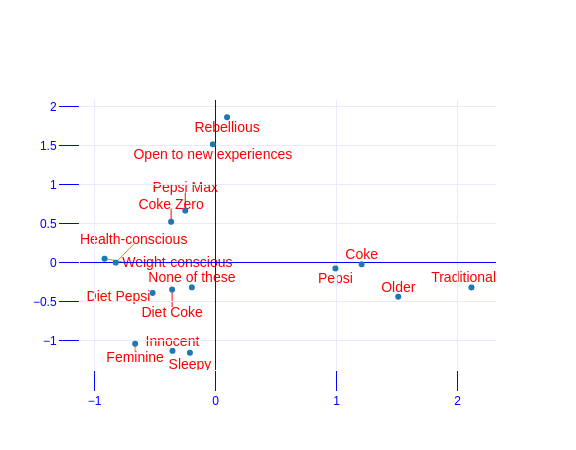 2
Rebellious
1.5
Open to new experiences
1
Pepsi Max
Coke Zero
0.5
Health-conscious
0
Weight-conscious
Coke
None of these
Pepsi
Traditional
Older
Diet Pepsi
−0.5
Diet Coke
−1
Innocent
Feminine
Sleepy
−1
0
1
2